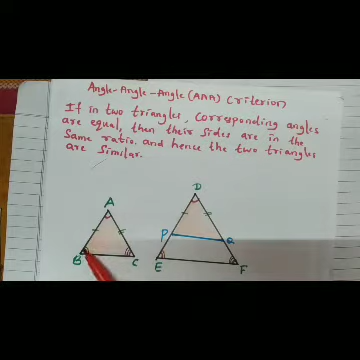 Angle-Angle-Angle (AAA) Criterion
If in two triangles, corresponding angles
are equal, then their sides are in the
same ratio and hence the two triangles
are similar.
D
A
P Q
B C E F